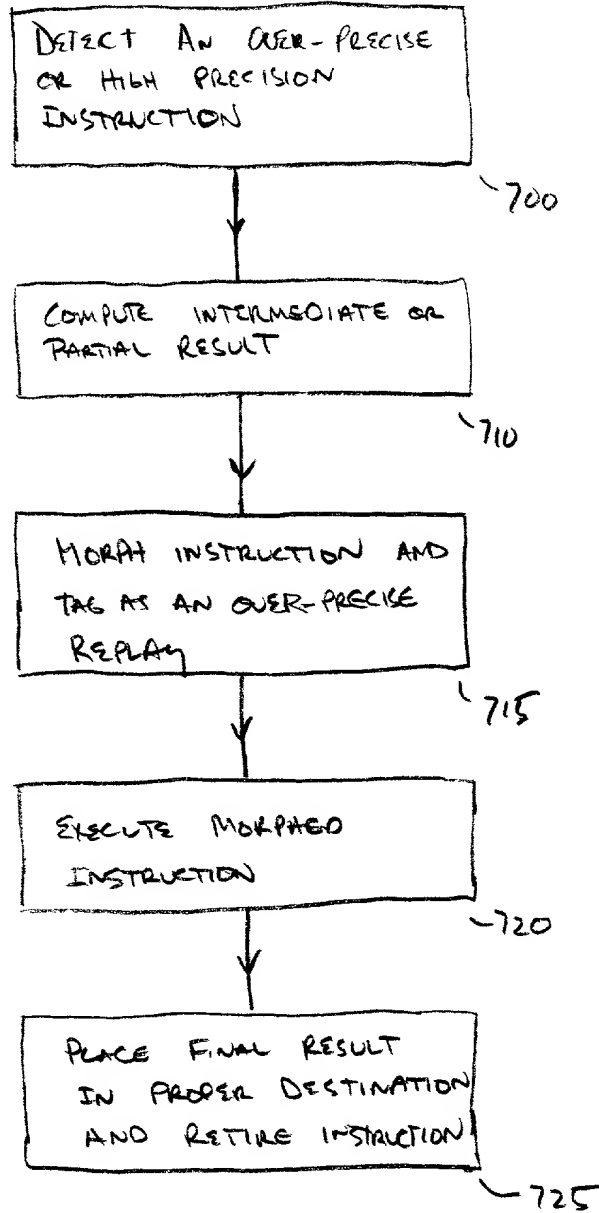 DETECT AN OVER-PRECISE
OR HIGH PRECISION
INSTRUCTION
700
COMPUTE INTERMEDIATE OR
PARTIAL RESULT
710
MORPH INSTRUCTION AND
TAG AS AN OVER-PRECISE
REPLAY
715
EXECUTE MORPHED
INSTRUCTION
720
PLACE FINAL RESULT
IN PROPER DESTINATION
AND RETIRE INSTRUCTION
725